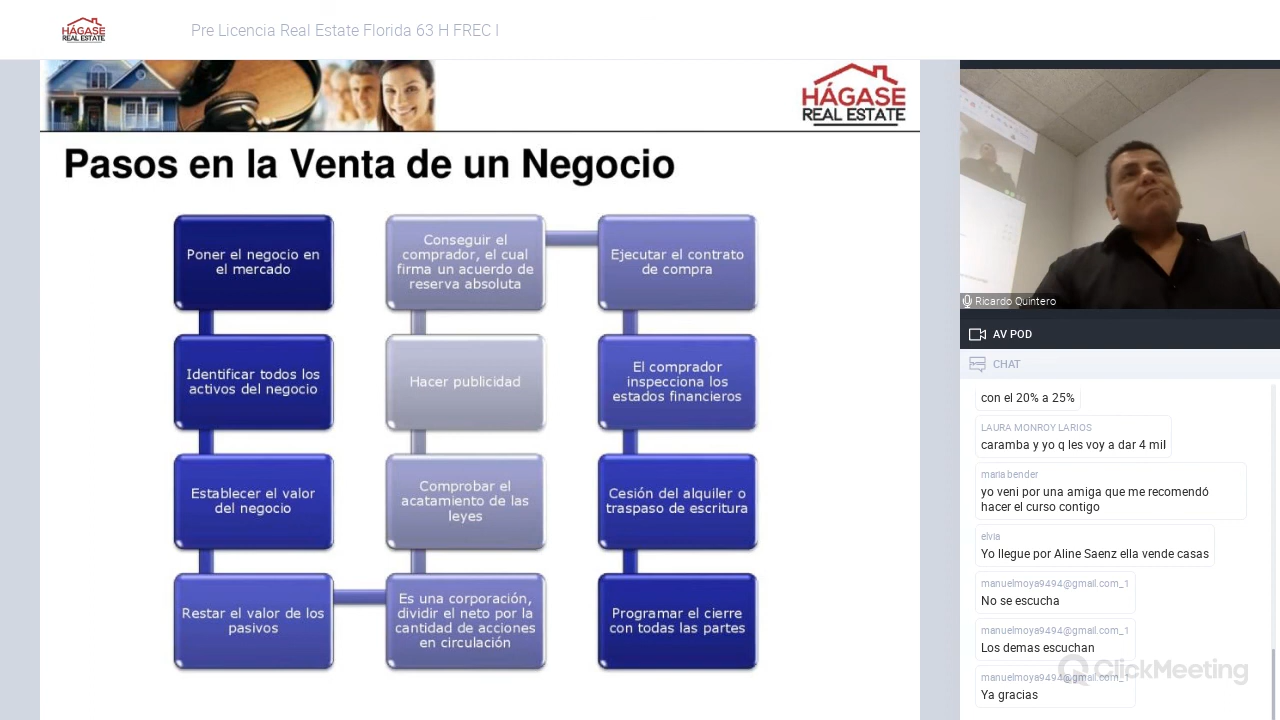 HÁGASE
REAL ESTATE
Pre Licencia Real Estate Florida 63 H FREC I
HÁGASE
REAL ESTATE
Pasos en la Venta de un Negocio
Poner el negocio en
el mercado
Identificar todos los
activos del negocio
Establecer el valor
del negocio
Restar el valor de los
pasivos
Es una corporación,
dividir el neto por la
cantidad de acciones
en circulación
Comprobar el
acatamiento de las
leyes
Hacer publicidad
Conseguir el
comprador, el cual
firma un acuerdo de
reserva absoluta
Ejecutar el contrato
de compra
El comprador
inspecciona los
estados financieros
Cesión del alquiler o
traspaso de escritura
Programar el cierre
con todas las partes
Ricardo Quintero
AV POD
CHAT
con el 20% a 25%
LAURA MONROY LARIOS
caramba y yo q les voy a dar 4 mil
maria bender
yo veni por una amiga que me recomendó
hacer el curso contigo
elvia
Yo llegue por Aline Saenz ella vende casas
manuelmoya9494@gmail.com_1
No se escucha
manuelmoya9494@gmail.com_1
Los demas escuchan
manuelmoya9494@gmail.com_1
Ya gracias
ClickMeeting